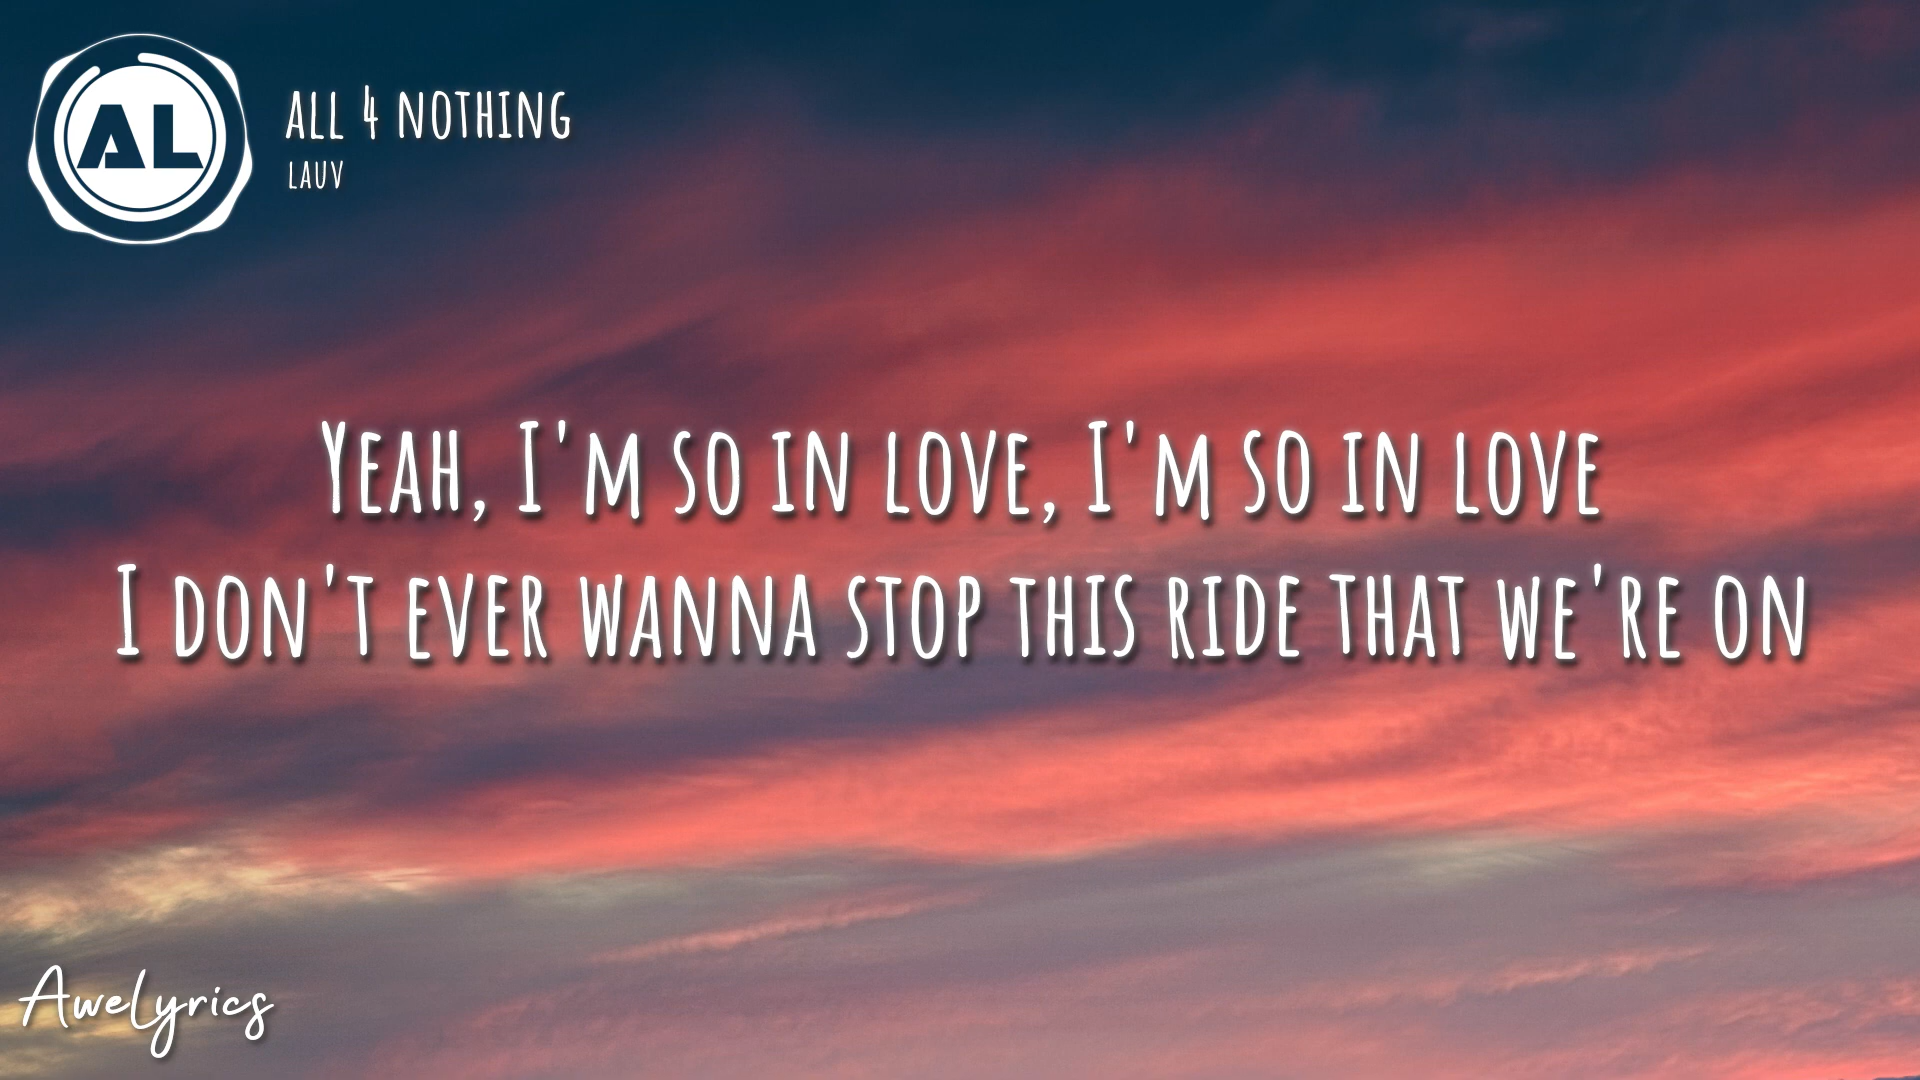 AL
ALL 4 NOTHING
LAUV
YEAH, I'M SO IN LOVE, I'M SO IN LOVE
I DON'T EVER WANNA STOP THIS RIDE THAT WE'RE ON
AweLyrics